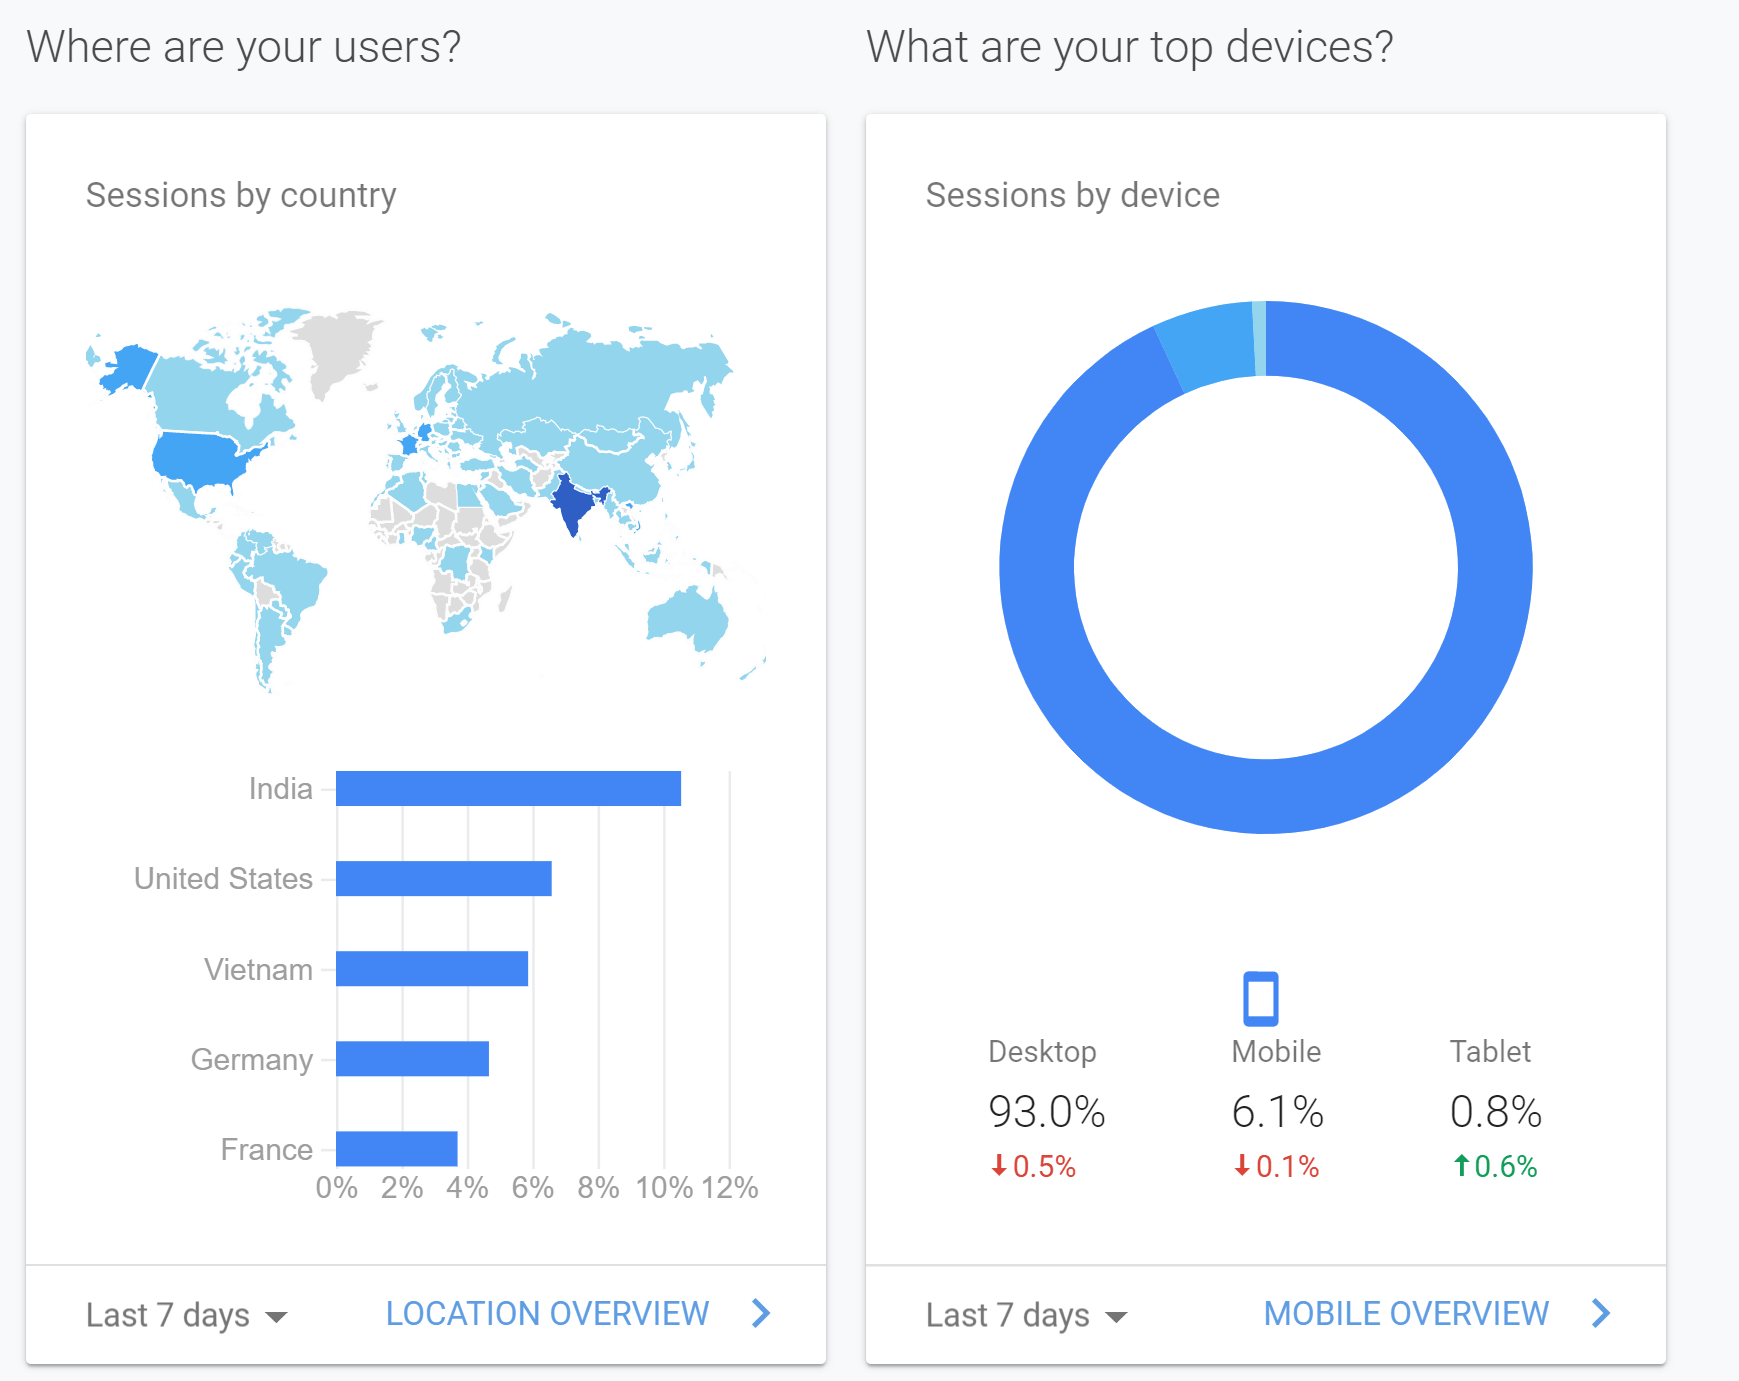 Where are your users?
Sessions by country
India
United States
Vietnam
Germany
France
0% 2% 4% 6% 8% 10% 12%
Last 7 days
LOCATION OVERVIEW
What are your top devices?
Sessions by device
Desktop Mobile Tablet
93.0% 6.1% 0.8%
0.5% 0.1% 0.6%
Last 7 days
MOBILE OVERVIEW